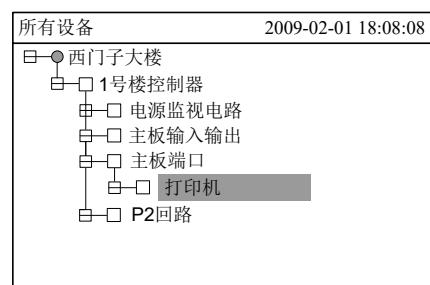 所有设备 2009-02-01 18:08:08
西门子大楼
1号楼控制器
电源监视电路
主板输入输出
主板端口
打印机
P2回路